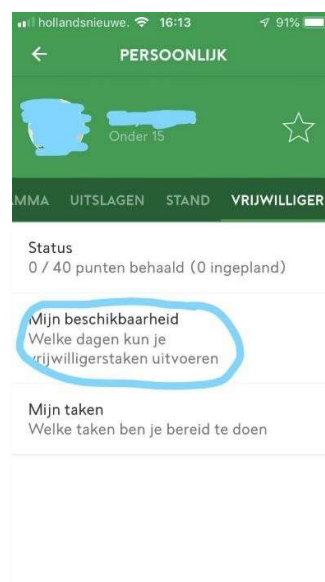 hollandsnieuwe. 16:13 91%
PERSOONLIJK
Onder 15
MMA UITSLAGEN STAND VRIJWILLIGER
Status
0 / 40 punten behaald (0 ingepland)
Mijn beschikbaarheid
Welke dagen kun je
vrijwilligerstaken uitvoeren
Mijn taken
Welke taken ben je bereid te doen